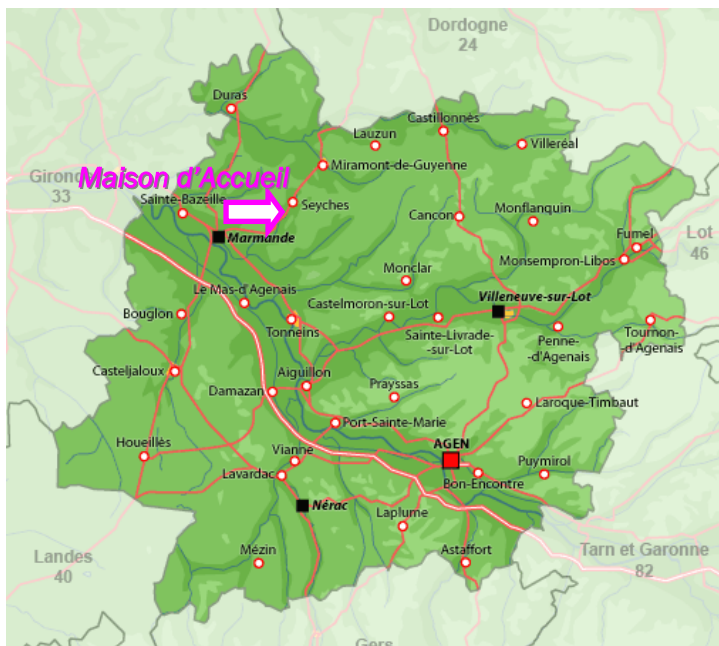 Dordogne
24
Duras
Castillonnès
Lauzun
Villeréal
Miramont-de-Guyenne
Girond
33
Maison d'Accueil
Sainte-Bazeille
Seyches
Cancon
Monflanquin
Marmande
Fumel
Lot
46
Monsempron-Libos
Monclar
Le Mas-d'Agenais
Castelmoron-sur-Lot
Villeneuve-sur-Lot
Bouglon
Tonneins
Sainte-Livrade-
-sur-Lot
Penne-
-d'Agenais
Tournon-
-d'Agenais
Casteljaloux
Aiguillon
Damazan
Prayssas
Laroque-Timbaut
Port-Sainte-Marie
Houeillès
Vianne
AGEN
Puymirol
Lavardac
Bon-Encontre
Nérac
Laplume
Landes
40
Mézin
Astaffort
Tarn et Garonne
82
Gers